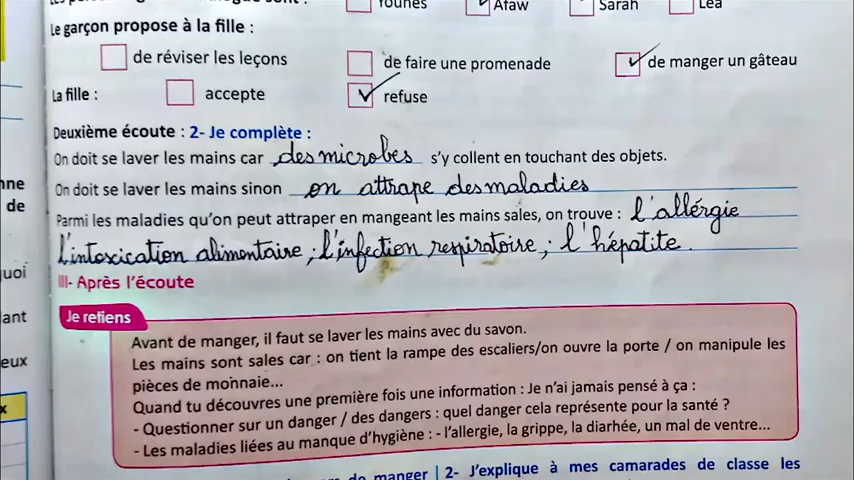 Younes Afaw Sarah Léa
Le garçon propose à la fille :
de réviser les leçons de faire une promenade de manger un gâteau
La fille : accepte refuse
Deuxième écoute : 2- Je complète :
On doit se laver les mains car des microbes s'y collent en touchant des objets.
On doit se laver les mains sinon on attrape des maladies
Parmi les maladies qu'on peut attraper en mangeant les mains sales, on trouve : l'allérgie
l'intoxication alimentaire ; l'infection respiratoire ; l'hépatite.
III- Après l'écoute
Je retiens
Avant de manger, il faut se laver les mains avec du savon.
Les mains sont sales car : on tient la rampe des escaliers/on ouvre la porte / on manipule les
pièces de monnaie...
Quand tu découvres une première fois une information : Je n'ai jamais pensé à ça :
- Questionner sur un danger / des dangers : quel danger cela représente pour la santé ?
- Les maladies liées au manque d'hygiène : - l'allergie, la grippe, la diarhée, un mal de ventre...
de manger 2- J'explique à mes camarades de classe les